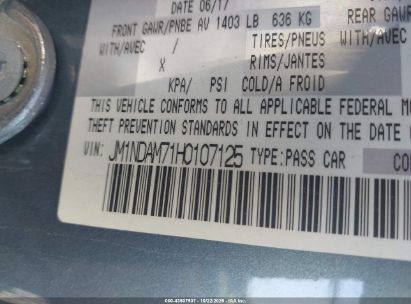 DATE 06/17
FRONT GAWR/PNBE AV 1403 LB 636 KG
REAR GAWR/
WITH/AVEC / TIRES/PNEUS WITH/AVEC
X RIMS/JANTES
KPA/ PSI COLD/A FROID
THIS VEHICLE CONFORMS TO ALL APPLICABLE FEDERAL M
THEFT PREVENTION STANDARDS IN EFFECT ON THE DATE
VIN: JM1NDAM71H0107125 TYPE:PASS CAR CO